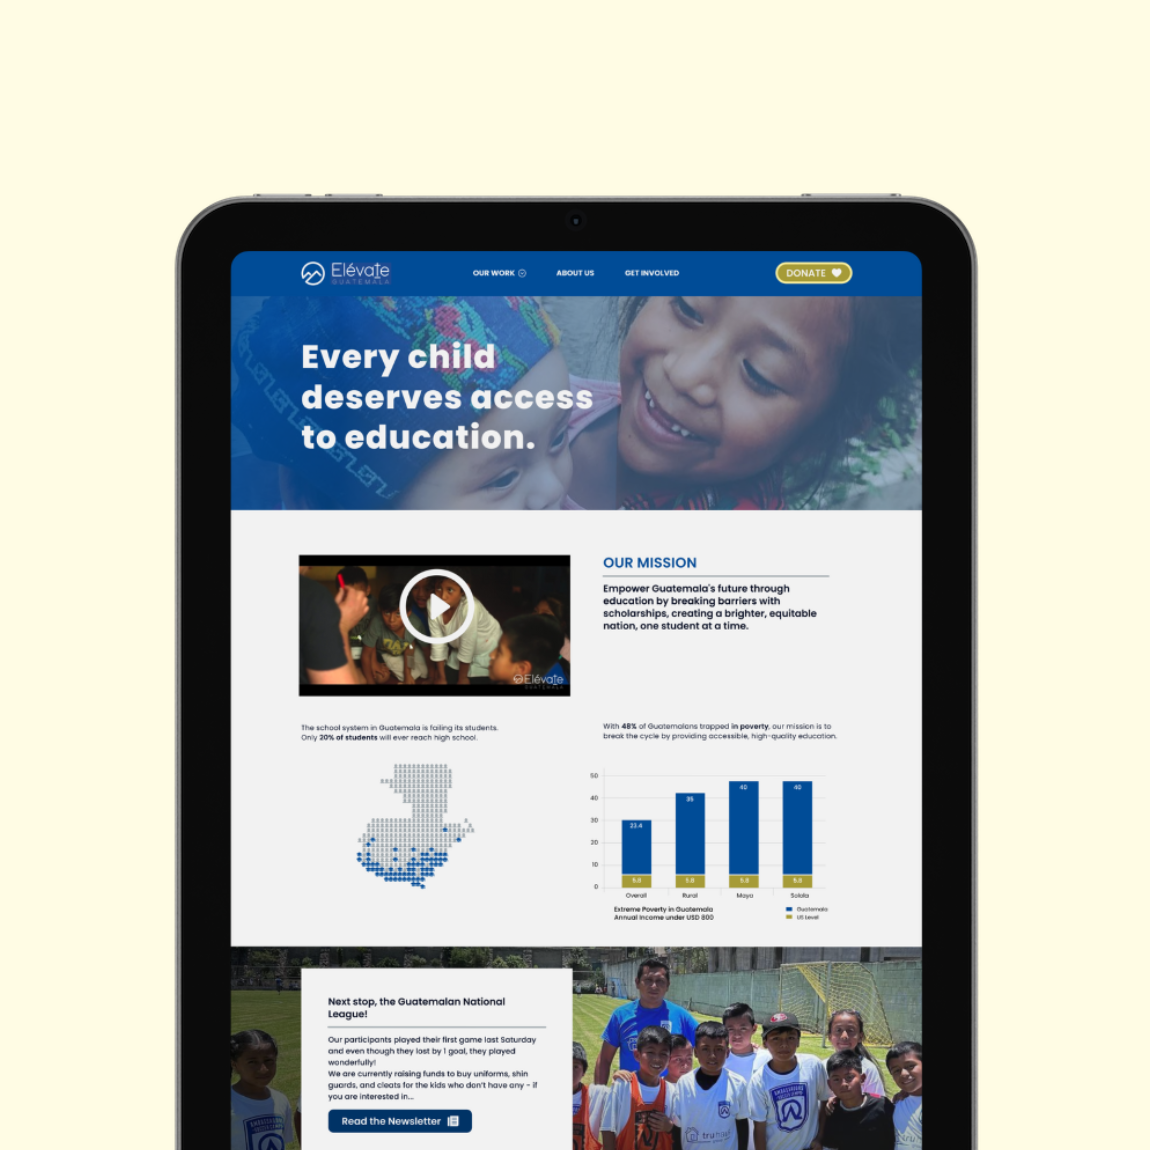 Elévate
GUATEMALA
OUR WORK
ABOUT US
GET INVOLVED
DONATE
Every child
deserves access
to education.
Elévate
GUATEMALA
OUR MISSION
Empower Guatemala's future through
education by breaking barriers with
scholarships, creating a brighter, equitable
nation, one student at a time.
The school system in Guatemala is failing its students.
Only 20% of students will ever reach high school.
With 48% of Guatemalans trapped in poverty, our mission is to
break the cycle by providing accessible, high-quality education.
50
40
30
20
10
0
23.4
35
40
40
5.0
5.0
5.0
5.0
Overall
Rural
Maya
Solola
Extreme Poverty in Guatemala
Annual Income under USD 800
Guatemala
US Level
Next stop, the Guatemalan National
League!
Our participants played their first game last Saturday
and even though they lost by 1 goal, they played
wonderfully!
We are currently raising funds to buy uniforms, shin
guards, and cleats for the kids who don't have any - if
you are interested in...
Read the Newsletter